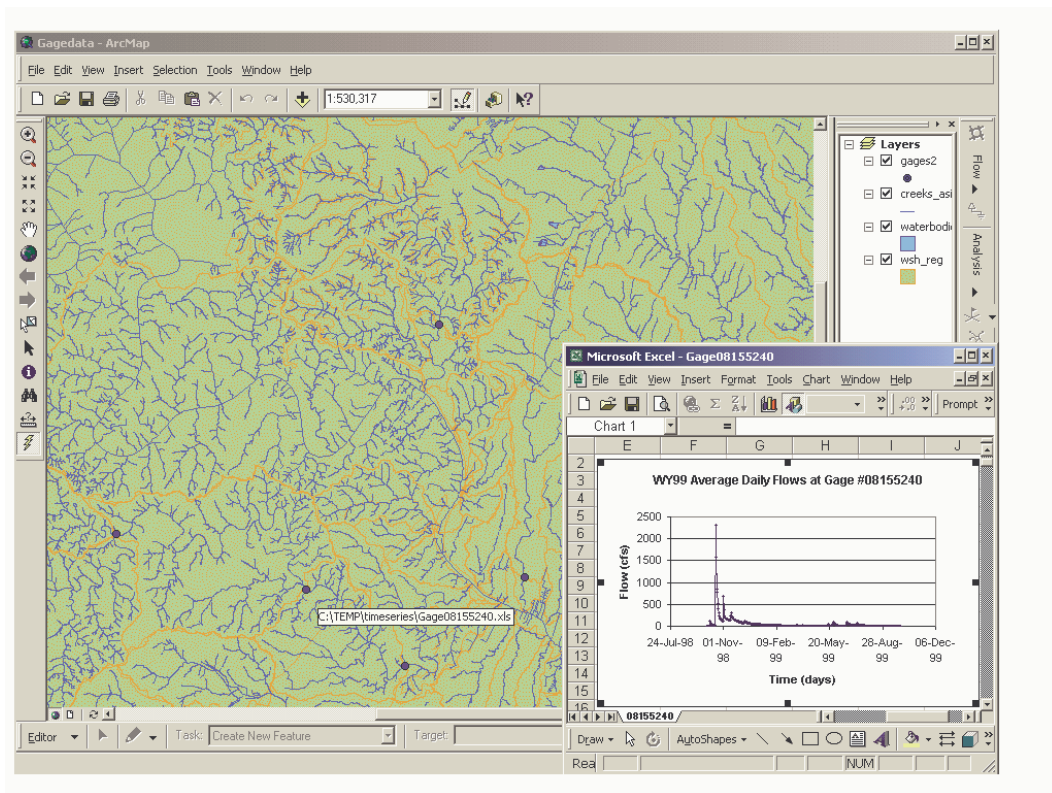 Gagedata - ArcMap
File Edit View Insert Selection Tools Window Help
1:530,317
Layers
gages2
creeks_asi
waterbodi
wsh_reg
Flow
Analysis
C:\TEMP\timeseries\Gage08155240.xls
Editor Task: Create New Feature Target:
Microsoft Excel - Gage08155240
File Edit View Insert Format Tools Chart Window Help
Prompt
Chart 1 =
E F G H I J
2
3
4
5
6
7
8
9
10
11
12
13
14
15
16
WY99 Average Daily Flows at Gage #08155240
Flow (cfs)
2500
2000
1500
1000
500
0
24-Jul-98 01-Nov-98 09-Feb-99 20-May-99 28-Aug-99 06-Dec-99
Time (days)
08155240
Draw AutoShapes
Rea NUM